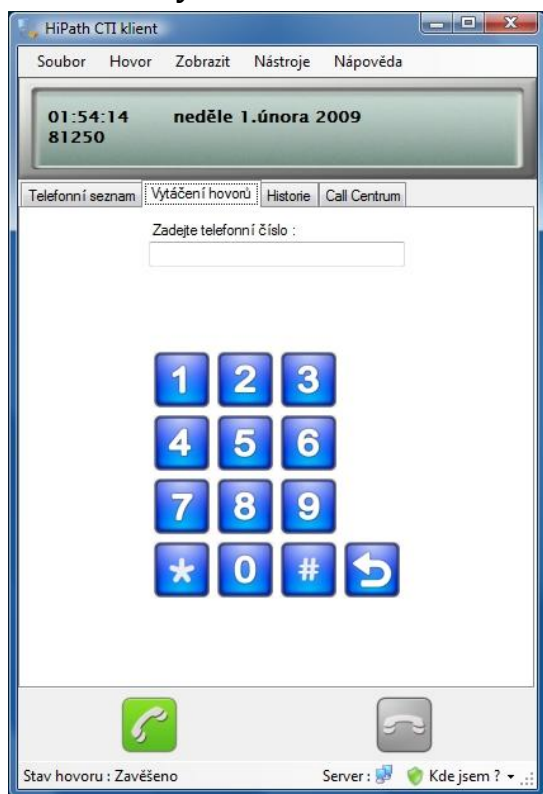 HiPath CTI klient
Soubor Hovor Zobrazit Nástroje Nápověda
01:54:14 neděle 1.února 2009
81250
Telefonní seznam Vytáčení hovorů Historie Call Centrum
Zadejte telefonní číslo :
1 2 3
4 5 6
7 8 9
* 0 #
Stav hovoru : Zavěšeno Server : Kde jsem ?